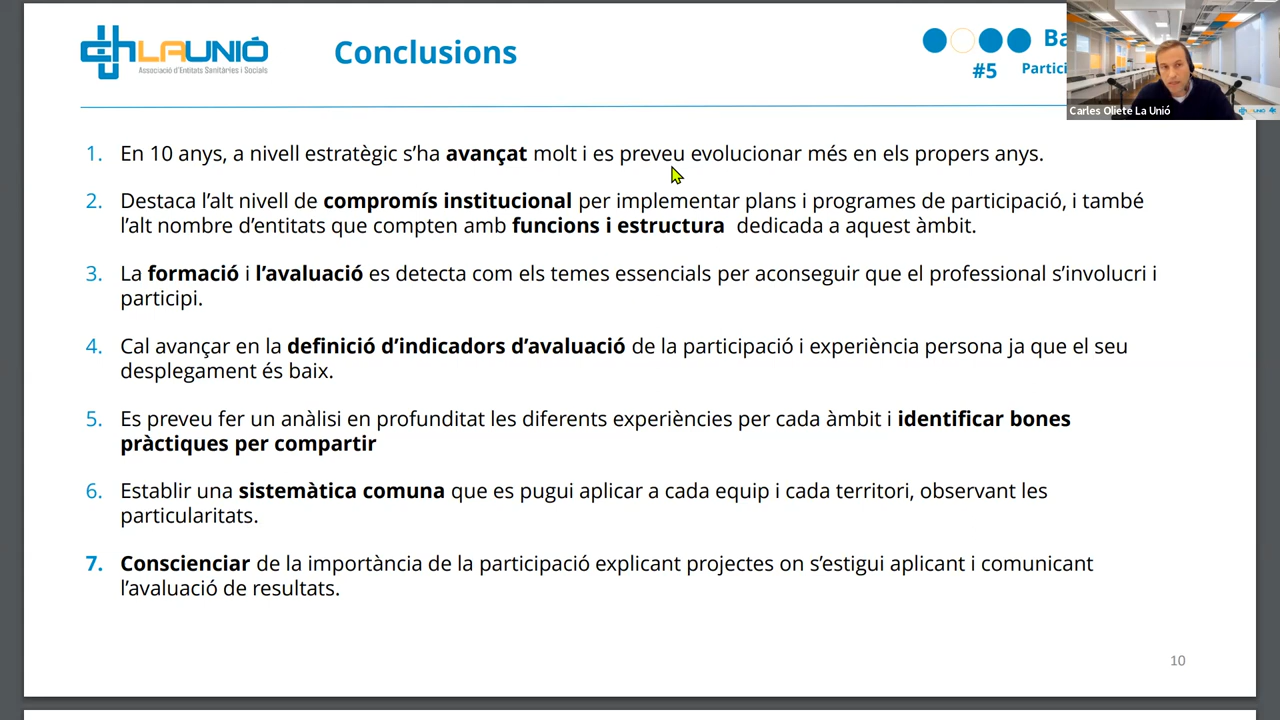 LAUNIÓ
Associació d'Entitats Sanitàries i Socials
Conclusions
#5
Carles Oliete La Unió
1. En 10 anys, a nivell estratègic s'ha avançat molt i es preveu evolucionar més en els propers anys.
2. Destaca l'alt nivell de compromís institucional per implementar plans i programes de participació, i també
l'alt nombre d'entitats que compten amb funcions i estructura dedicada a aquest àmbit.
3. La formació i l'avaluació es detecta com els temes essencials per aconseguir que el professional s'involucri i
participi.
4. Cal avançar en la definició d'indicadors d'avaluació de la participació i experiència persona ja que el seu
desplegament és baix.
5. Es preveu fer un anàlisi en profunditat les diferents experiències per cada àmbit i identificar bones
pràctiques per compartir
6. Establir una sistemàtica comuna que es pugui aplicar a cada equip i cada territori, observant les
particularitats.
7. Conscienciar de la importància de la participació explicant projectes on s'estigui aplicant i comunicant
l'avaluació de resultats.
10